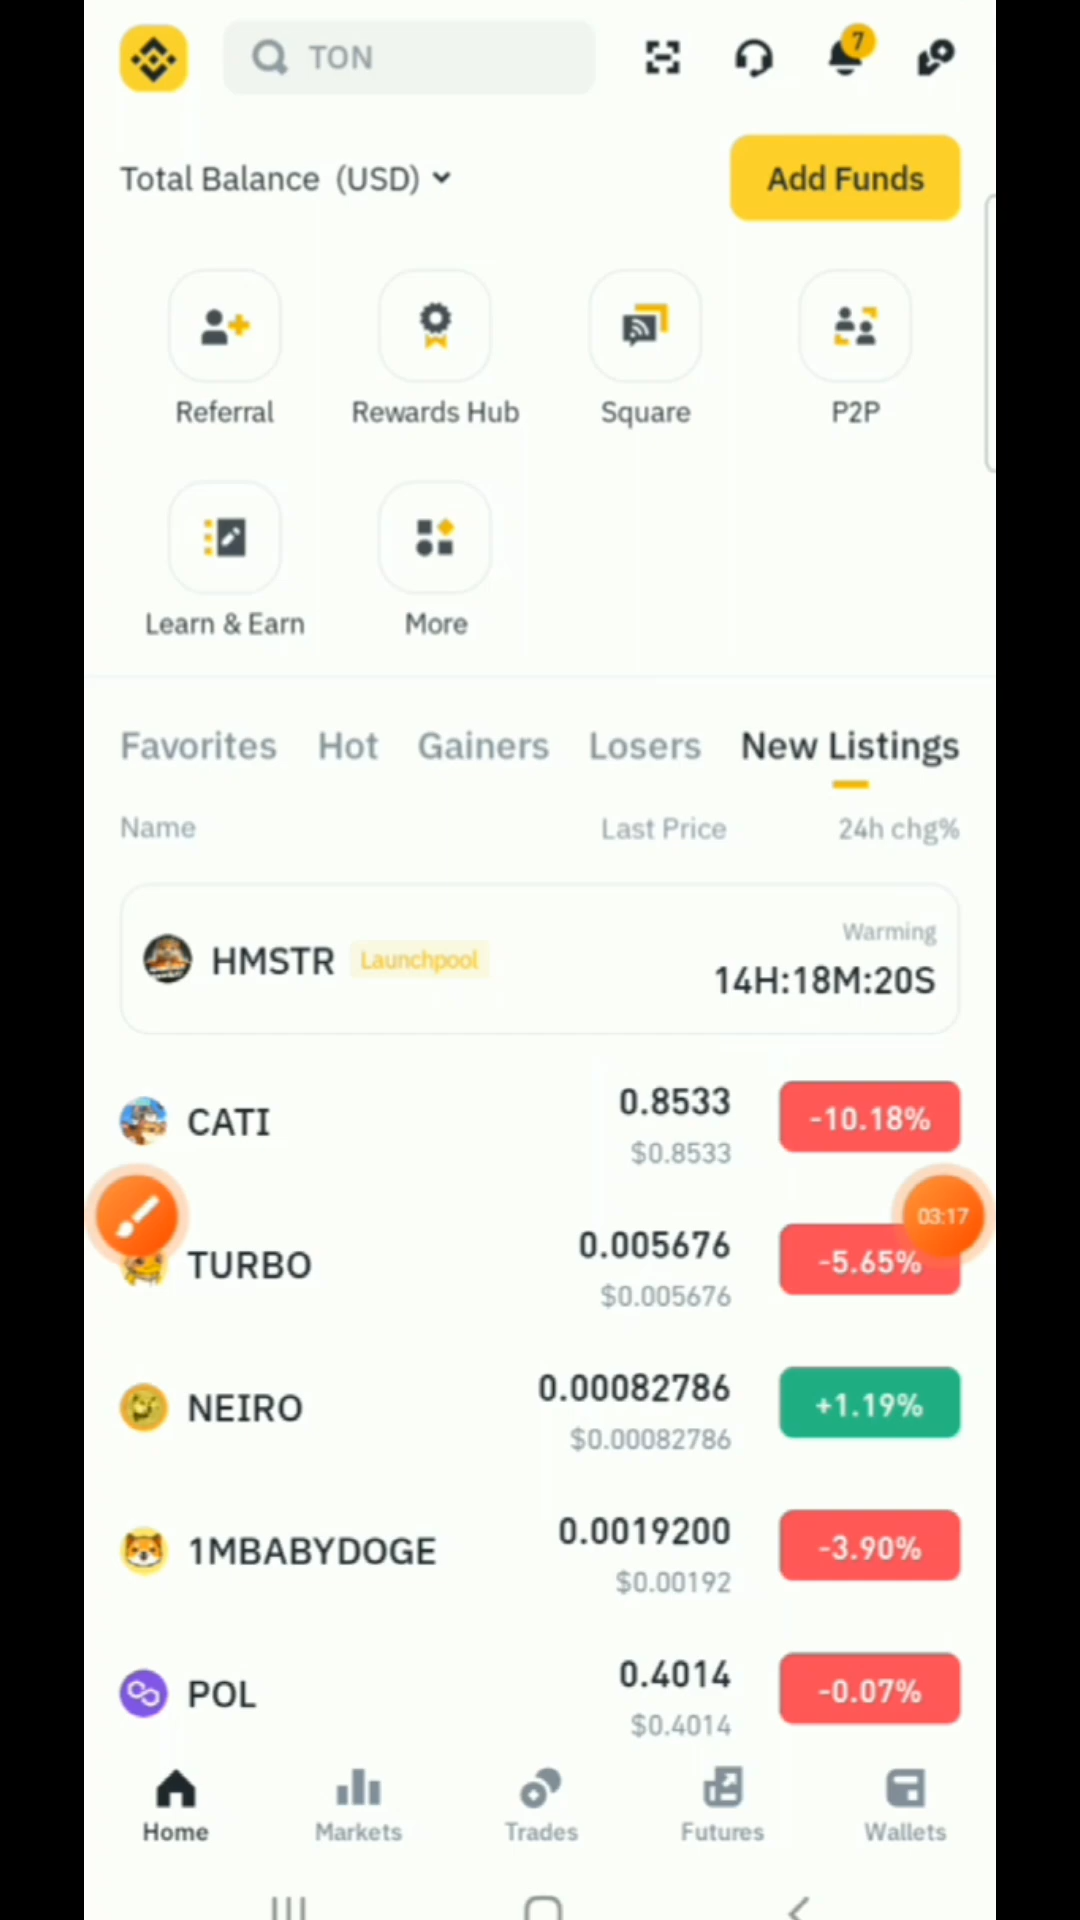 TON
7
Total Balance (USD)
Add Funds
Referral
Rewards Hub
Square
P2P
Learn & Earn
More
Favorites Hot Gainers Losers New Listings
Name Last Price 24h chg%
HMSTR Launchpool
Warming
14H:18M:20S
CATI 0.8533 -10.18%
$0.8533
03:17
TURBO 0.005676 -5.65%
$0.005676
NEIRO 0.00082786 +1.19%
$0.00082786
1MBABYDOGE 0.0019200 -3.90%
$0.00192
POL 0.4014 -0.07%
$0.4014
Home Markets Trades Futures Wallets